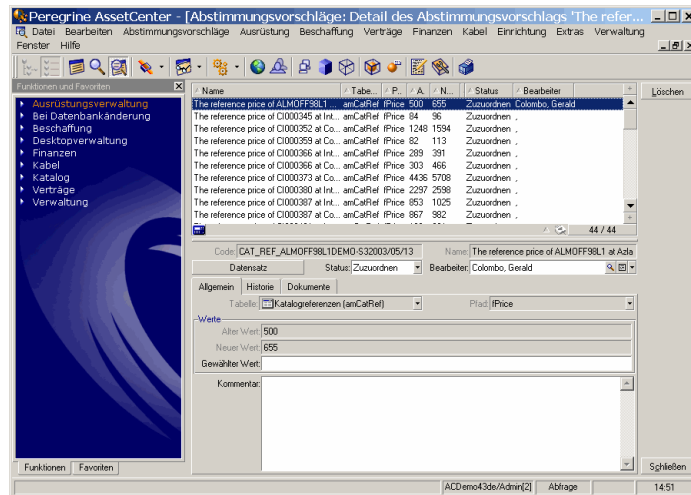 Peregrine AssetCenter - [Abstimmungsvorschläge: Detail des Abstimmungsvorschlags 'The refer...
Datei Bearbeiten Abstimmungsvorschläge Ausrüstung Beschaffung Verträge Finanzen Kabel Einrichtung Extras Verwaltung
Fenster Hilfe
Funktionen und Favoriten
Ausrüstungsverwaltung
Bei Datenbankänderung
Beschaffung
Desktopverwaltung
Finanzen
Kabel
Katalog
Verträge
Verwaltung
Funktionen Favoriten
Name Tabe... P.. A. N... Status Bearbeiter
The reference price of ALMOFF98L1 ... amCatRef fPrice 500 655 Zuzuordnen Colombo, Gerald
The reference price of CI000345 at Int... amCatRef fPrice 84 96 Zuzuordnen ,
The reference price of CI000352 at Co... amCatRef fPrice 1248 1594 Zuzuordnen ,
The reference price of CI000359 at Co... amCatRef fPrice 82 113 Zuzuordnen ,
The reference price of CI000366 at Int... amCatRef fPrice 289 391 Zuzuordnen ,
The reference price of CI000366 at Co... amCatRef fPrice 303 466 Zuzuordnen ,
The reference price of CI000373 at Co... amCatRef fPrice 4436 5708 Zuzuordnen ,
The reference price of CI000380 at Int... amCatRef fPrice 2297 2598 Zuzuordnen ,
The reference price of CI000387 at Int... amCatRef fPrice 853 1025 Zuzuordnen ,
The reference price of CI000387 at Co... amCatRef fPrice 867 982 Zuzuordnen ,
44 / 44
Löschen
Code: CAT_REF_ALMOFF98L1DEMO-S32003/05/13 Name: The reference price of ALMOFF98L1 at Azla
Datensatz Status: Zuzuordnen Bearbeiter: Colombo, Gerald
Allgemein Historie Dokumente
Tabelle: Katalogreferenzen (amCatRef) Pfad: fPrice
Werte
Alter Wert: 500
Neuer Wert: 655
Gewählter Wert:
Kommentar:
Schließen
ACDemo43de/Admin[2] Abfrage 14:51